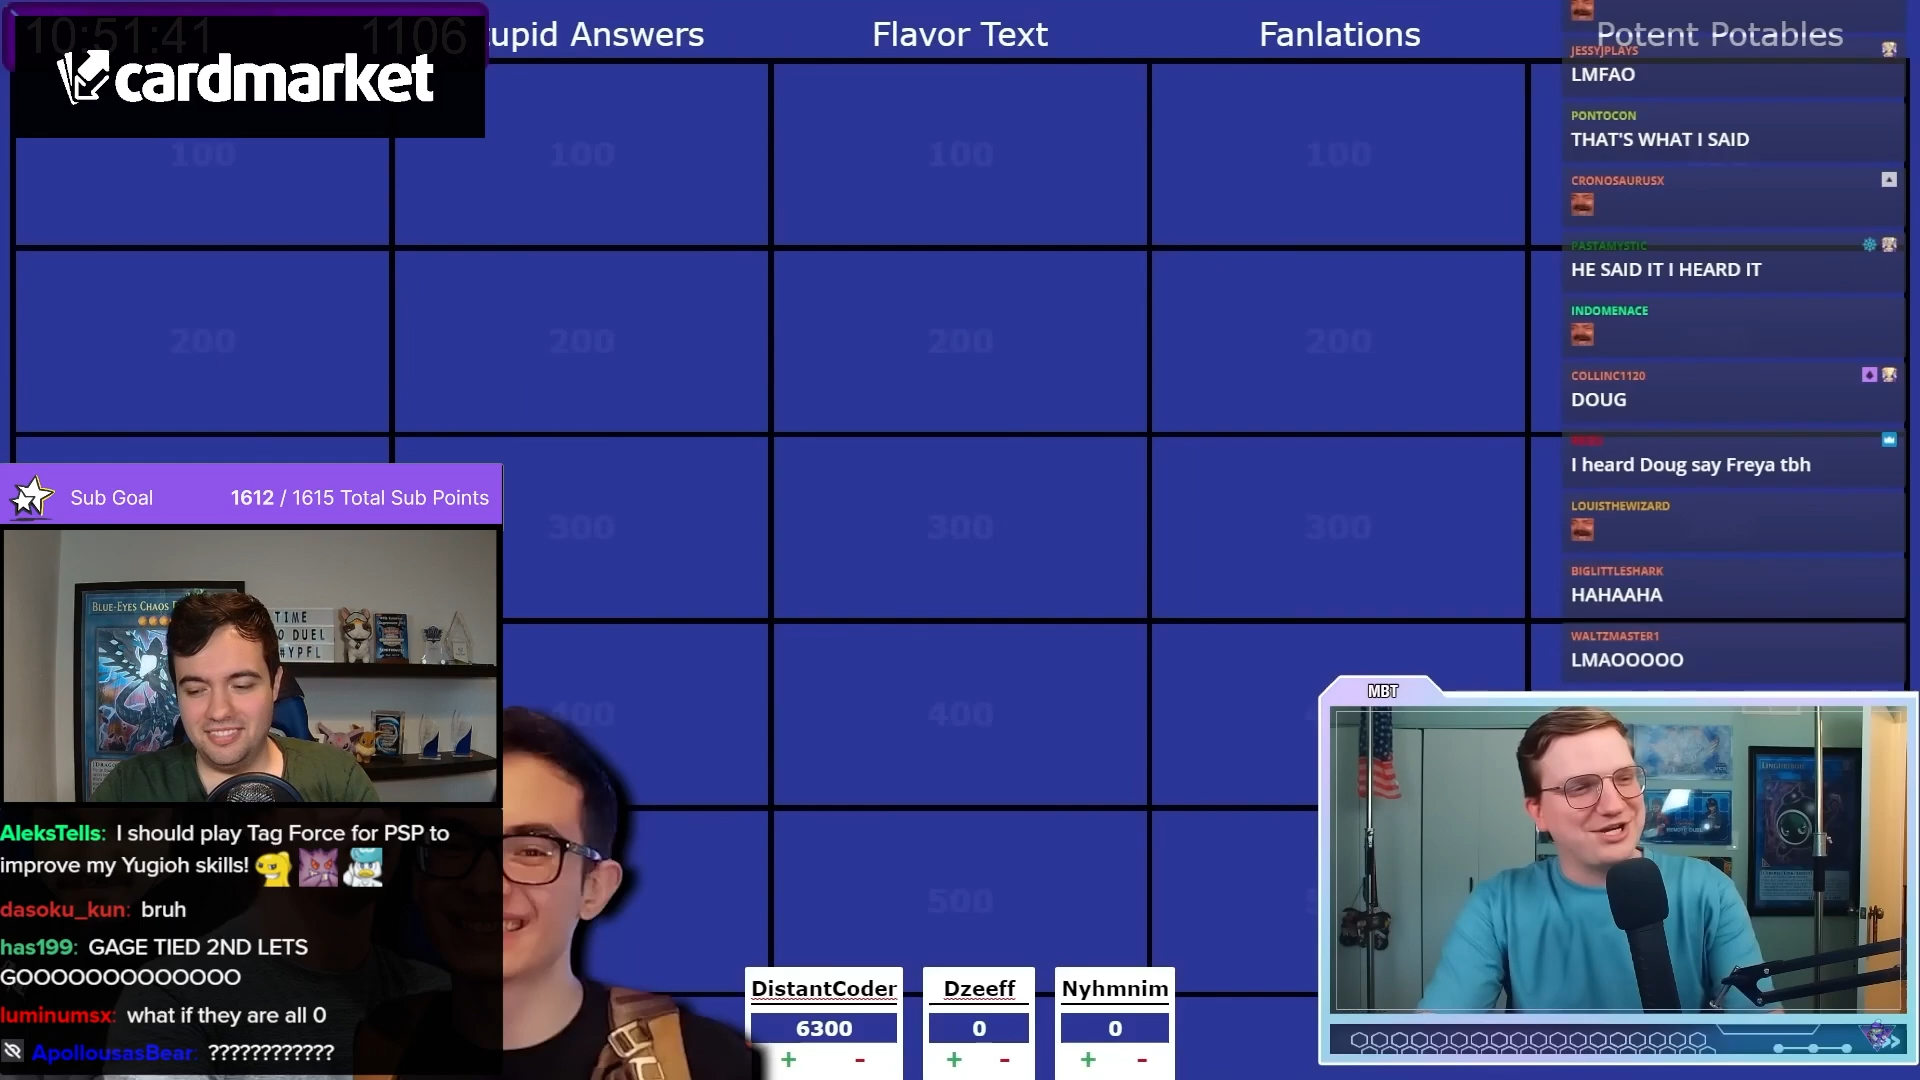 10:51:41
1106
cardmarket
tupid Answers
Flavor Text
Fanlations
Potent Potables
100
100
100
100
200
200
200
200
300
300
300
400
400
500
Sub Goal
1612 / 1615 Total Sub Points
BLUE-EYES CHAOS
TIME
O DUEL
#YPFL
AleksTells: I should play Tag Force for PSP to
improve my Yugioh skills!
dasoku_kun: bruh
has199: GAGE TIED 2ND LETS
GOOOOOOOOOOOOO
luminumsx: what if they are all 0
ApollousasBear: ????????????
DistantCoder
6300
+ -
Dzeeff
0
+ -
Nyhmnim
0
+ -
JESSYJPLAYS
LMFAO
PONTOCON
THAT'S WHAT I SAID
CRONOSAURUSX
PASTAMYSTIC
HE SAID IT I HEARD IT
INDOMENACE
COLLINC1120
DOUG
I heard Doug say Freya tbh
LOUISTHEWIZARD
BIGLITTLESHARK
HAHAAHA
WALTZMASTER1
LMAOOOOO
MBT
LINGURIBOH
REMOTE DUEL